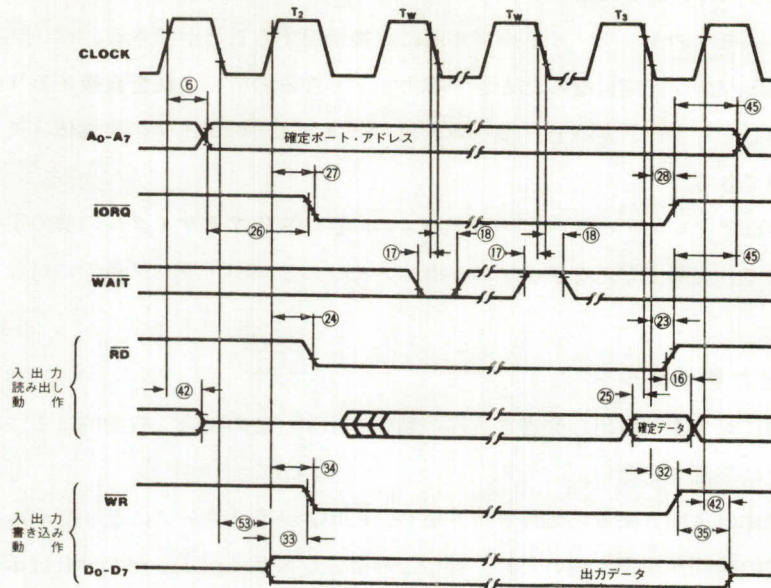 T2 TW TW T3
CLOCK
⑥ ㊺
A0-A7 確定ポート・アドレス
㉗ ㉘
IORQ
㉖
⑰ ⑱ ⑰ ⑱ ㊺
WAIT
㉔ ㉓
RD
入出力
読み出し
動作
㊷ ⑯
㉕
確定データ
㉞ ㉜
WR
入出力
書き込み
動作
㊼ ㉝ ㊷
㉟
D0-D7 出力データ